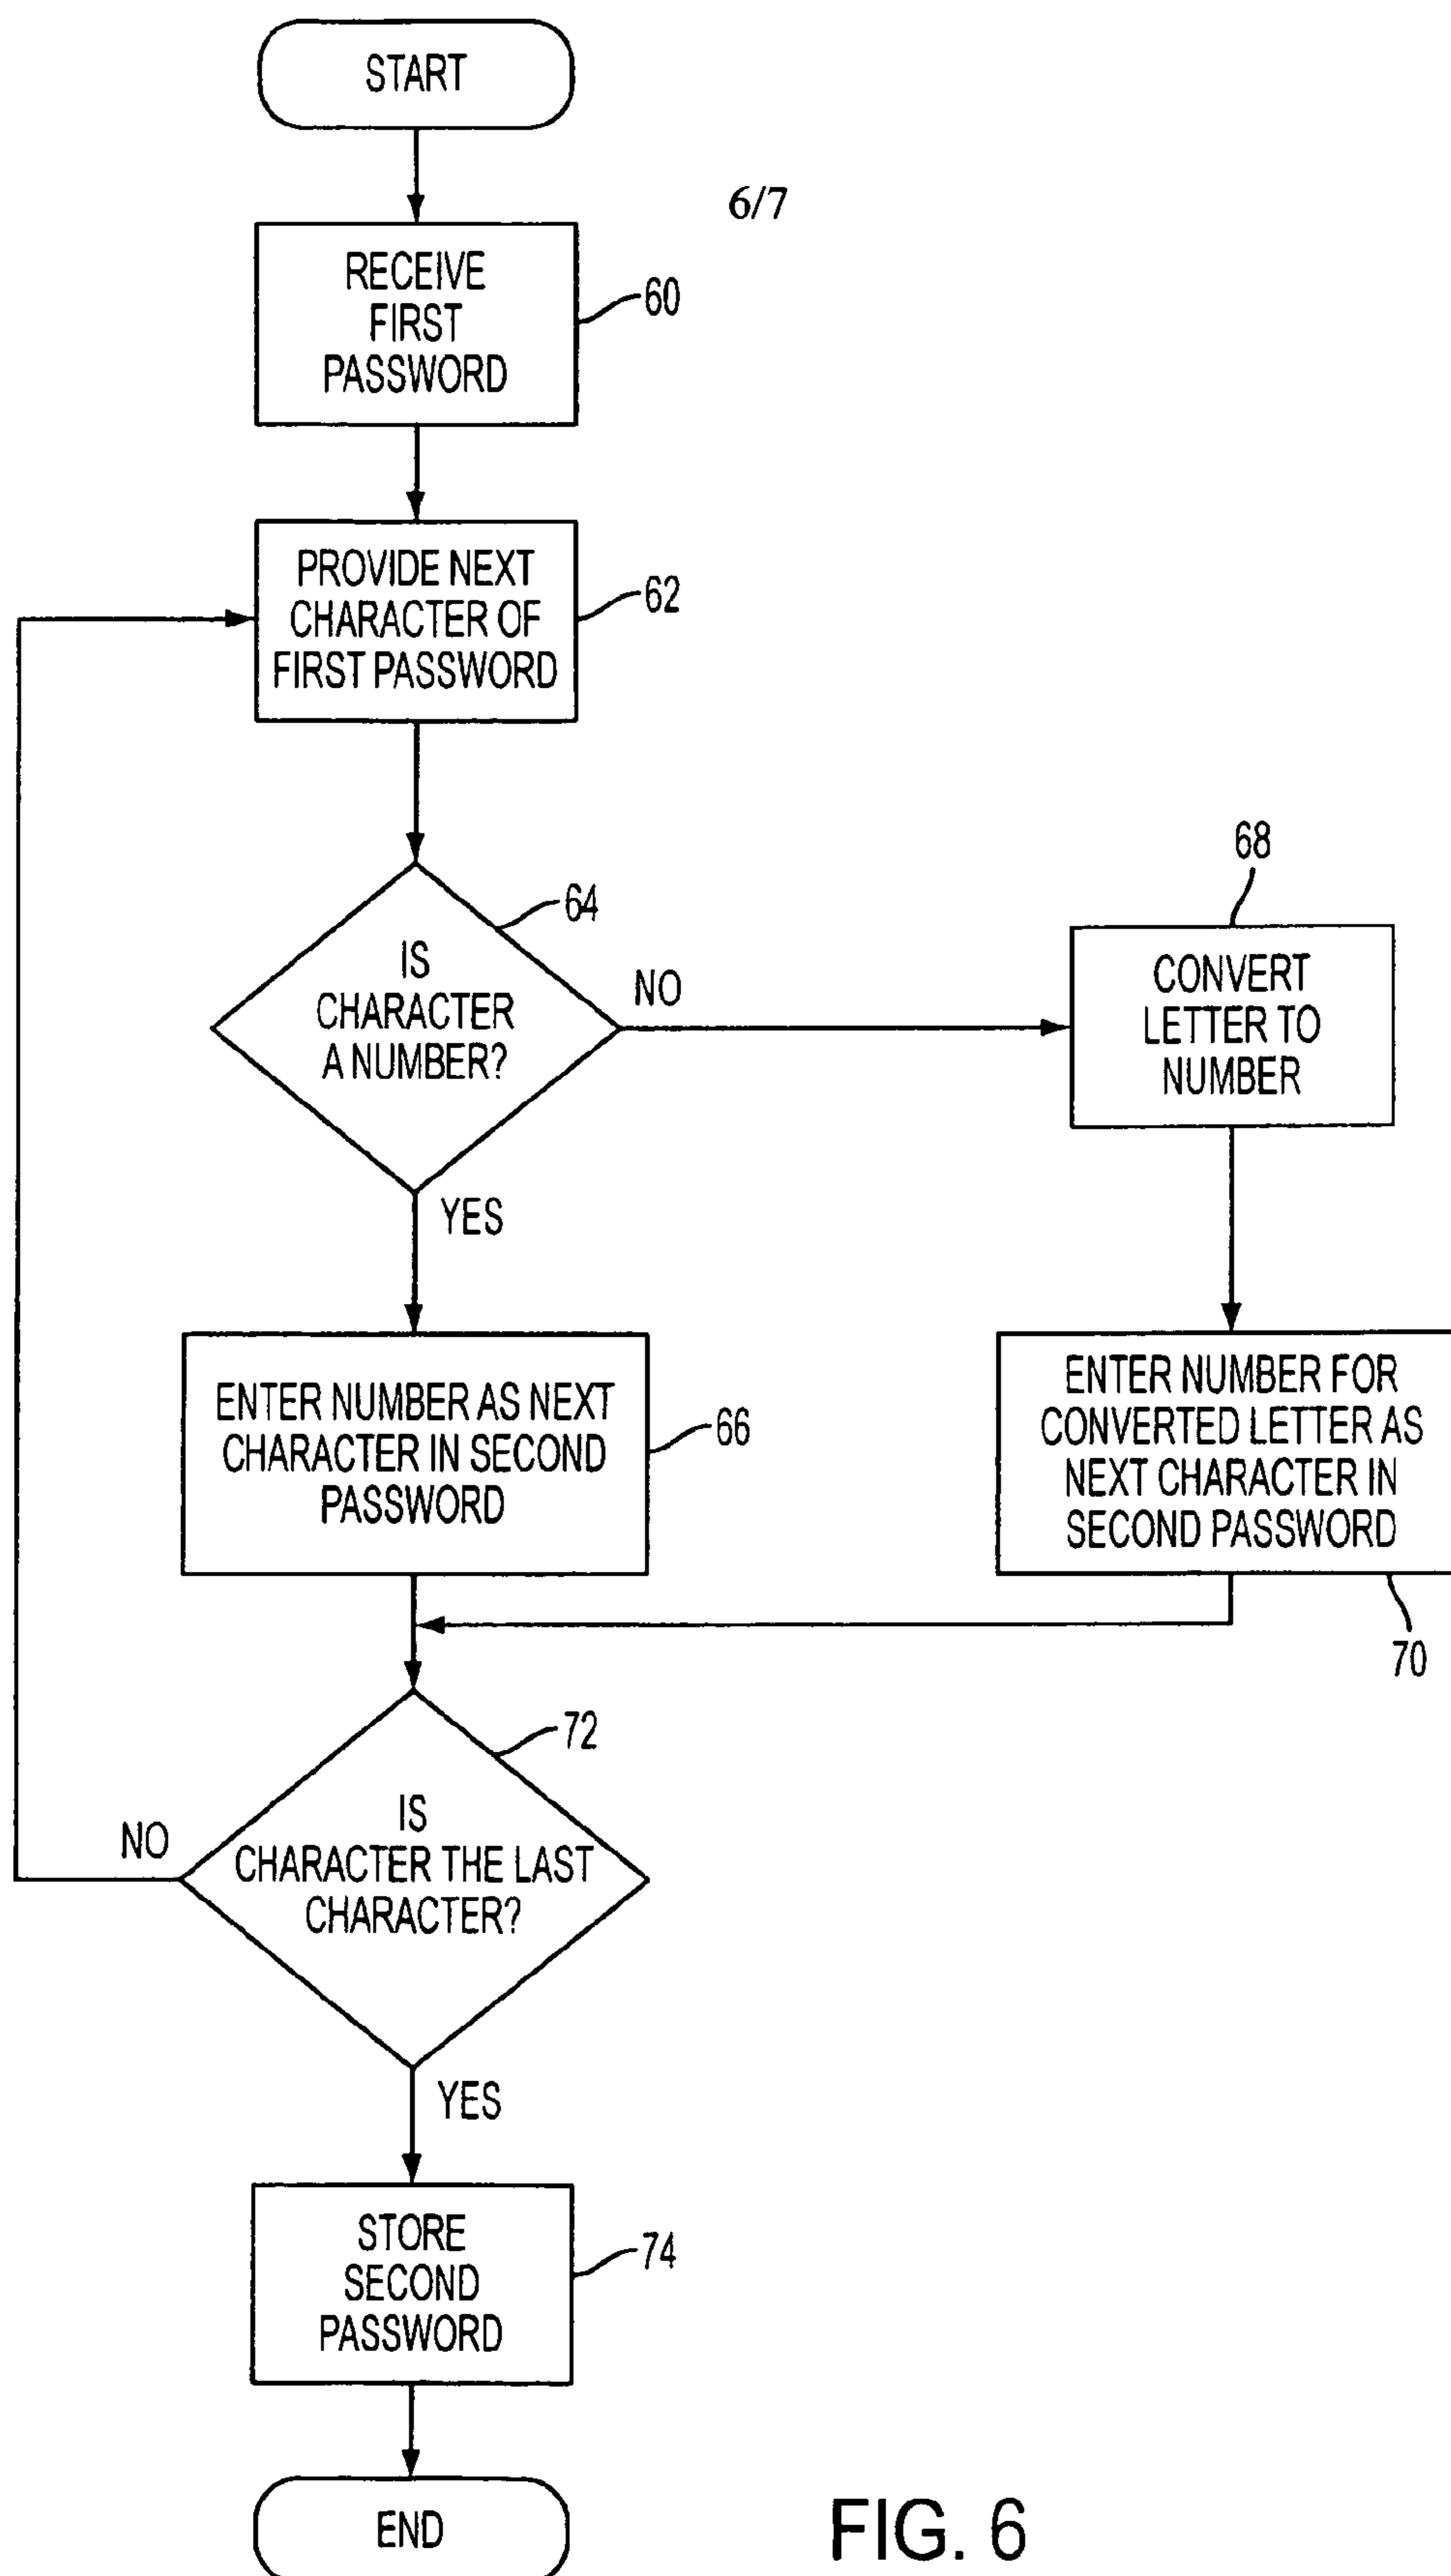 START
6/7
RECEIVE
FIRST
PASSWORD
60
PROVIDE NEXT
CHARACTER OF
FIRST PASSWORD
62
IS
CHARACTER
A NUMBER?
64
NO
YES
68
CONVERT
LETTER TO
NUMBER
ENTER NUMBER AS NEXT
CHARACTER IN SECOND
PASSWORD
66
ENTER NUMBER FOR
CONVERTED LETTER AS
NEXT CHARACTER IN
SECOND PASSWORD
70
IS
CHARACTER THE LAST
CHARACTER?
72
NO
YES
STORE
SECOND
PASSWORD
74
END
FIG. 6